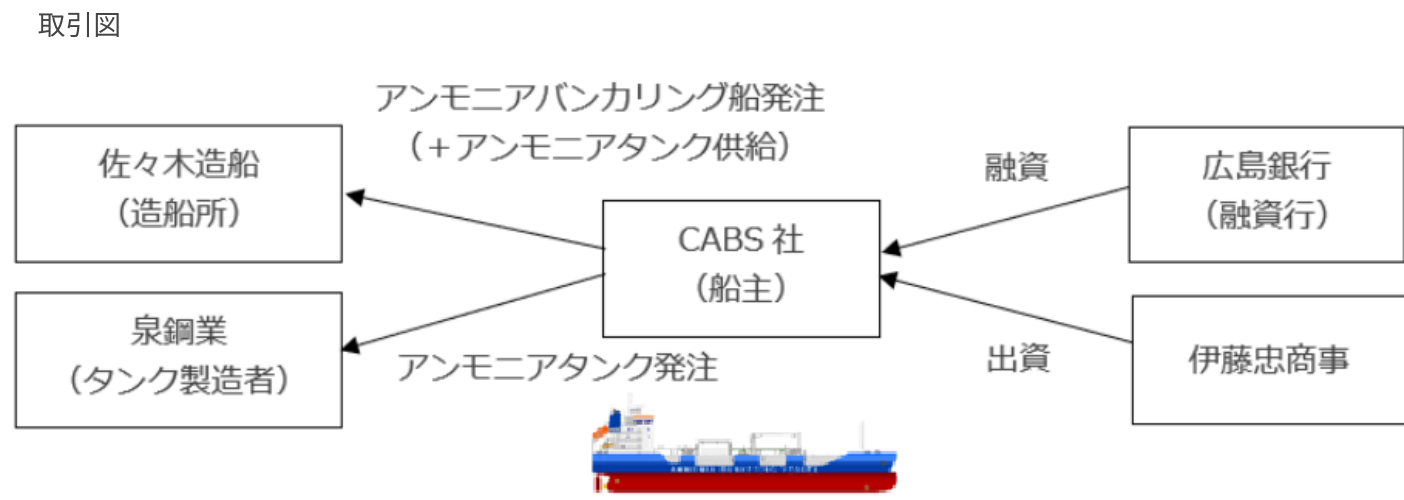 取引図
アンモニアバンカリング船発注
（＋アンモニアタンク供給）
佐々木造船
（造船所）
融資
広島銀行
（融資行）
CABS 社
（船主）
泉鋼業
（タンク製造者）
アンモニアタンク発注
出資
伊藤忠商事